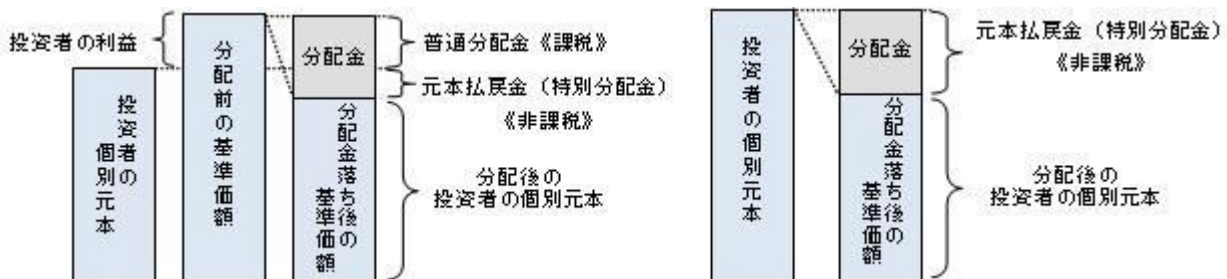 投資者の利益
投資者の
個別元本
分配前の基準価額
分配金
分配金落ち後の
基準価額
普通分配金《課税》
元本払戻金（特別分配金）
《非課税》
分配後の
投資者の個別元本
投資者の個別元本
分配金
分配金落ち後の
基準価額
元本払戻金（特別分配金）
《非課税》
分配後の
投資者の個別元本